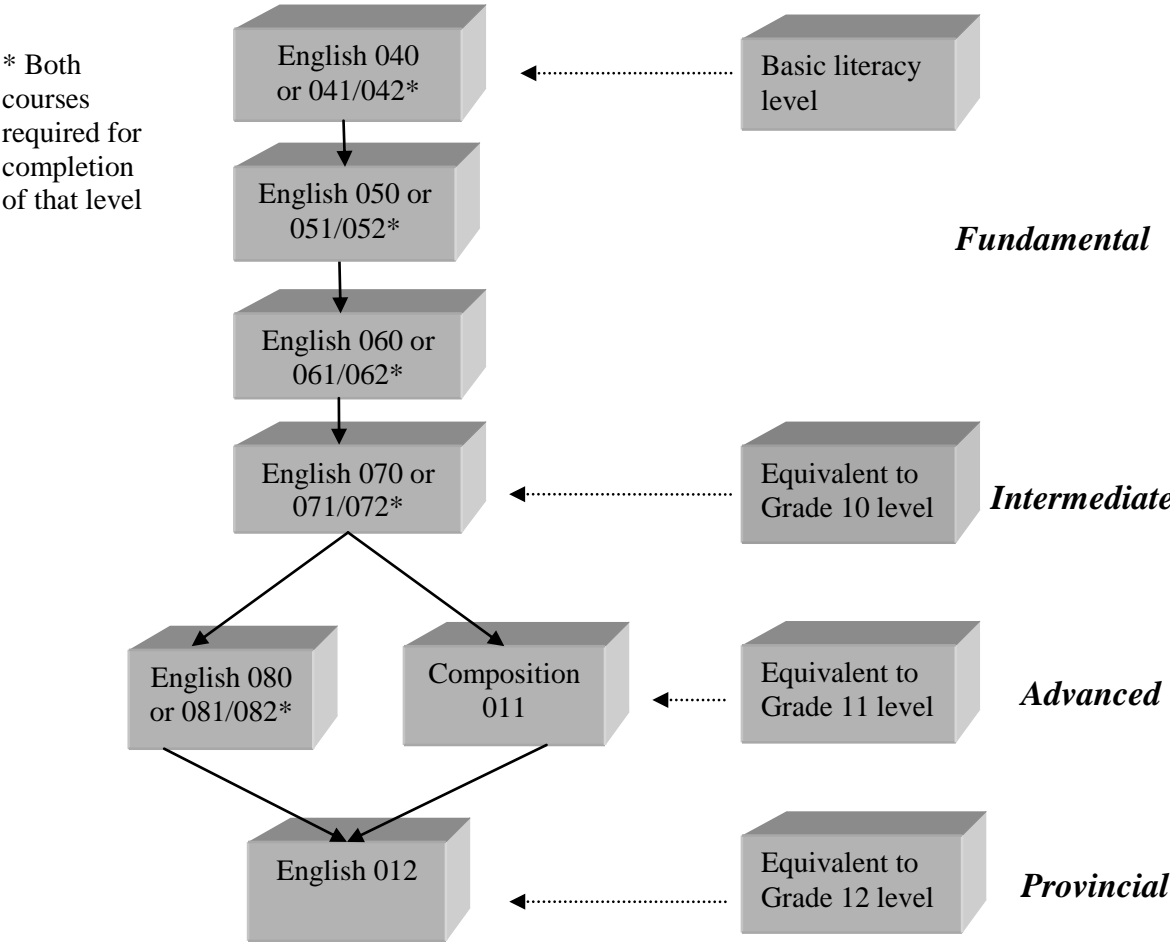 * Both
courses
required for
completion
of that level
English 040
or 041/042*
Basic literacy
level
English 050 or
051/052*
Fundamental
English 060 or
061/062*
English 070 or
071/072*
Equivalent to
Grade 10 level
Intermediate
English 080
or 081/082*
Composition
011
Equivalent to
Grade 11 level
Advanced
English 012
Equivalent to
Grade 12 level
Provincial